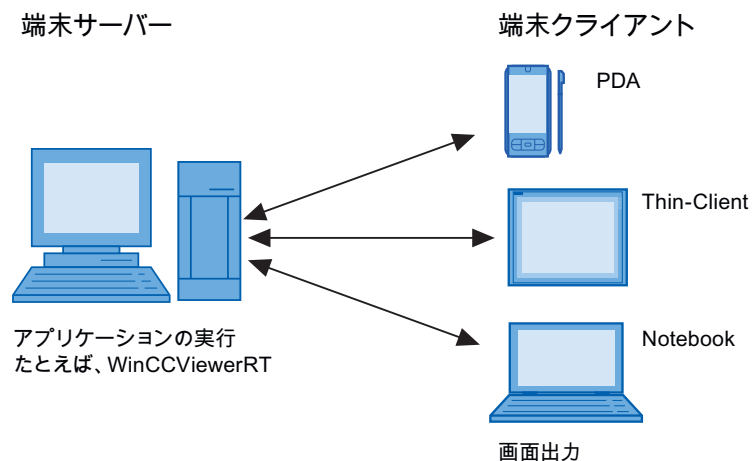 端末サーバー
端末クライアント
PDA
Thin-Client
アプリケーションの実行
たとえば、WinCCViewerRT
Notebook
画面出力